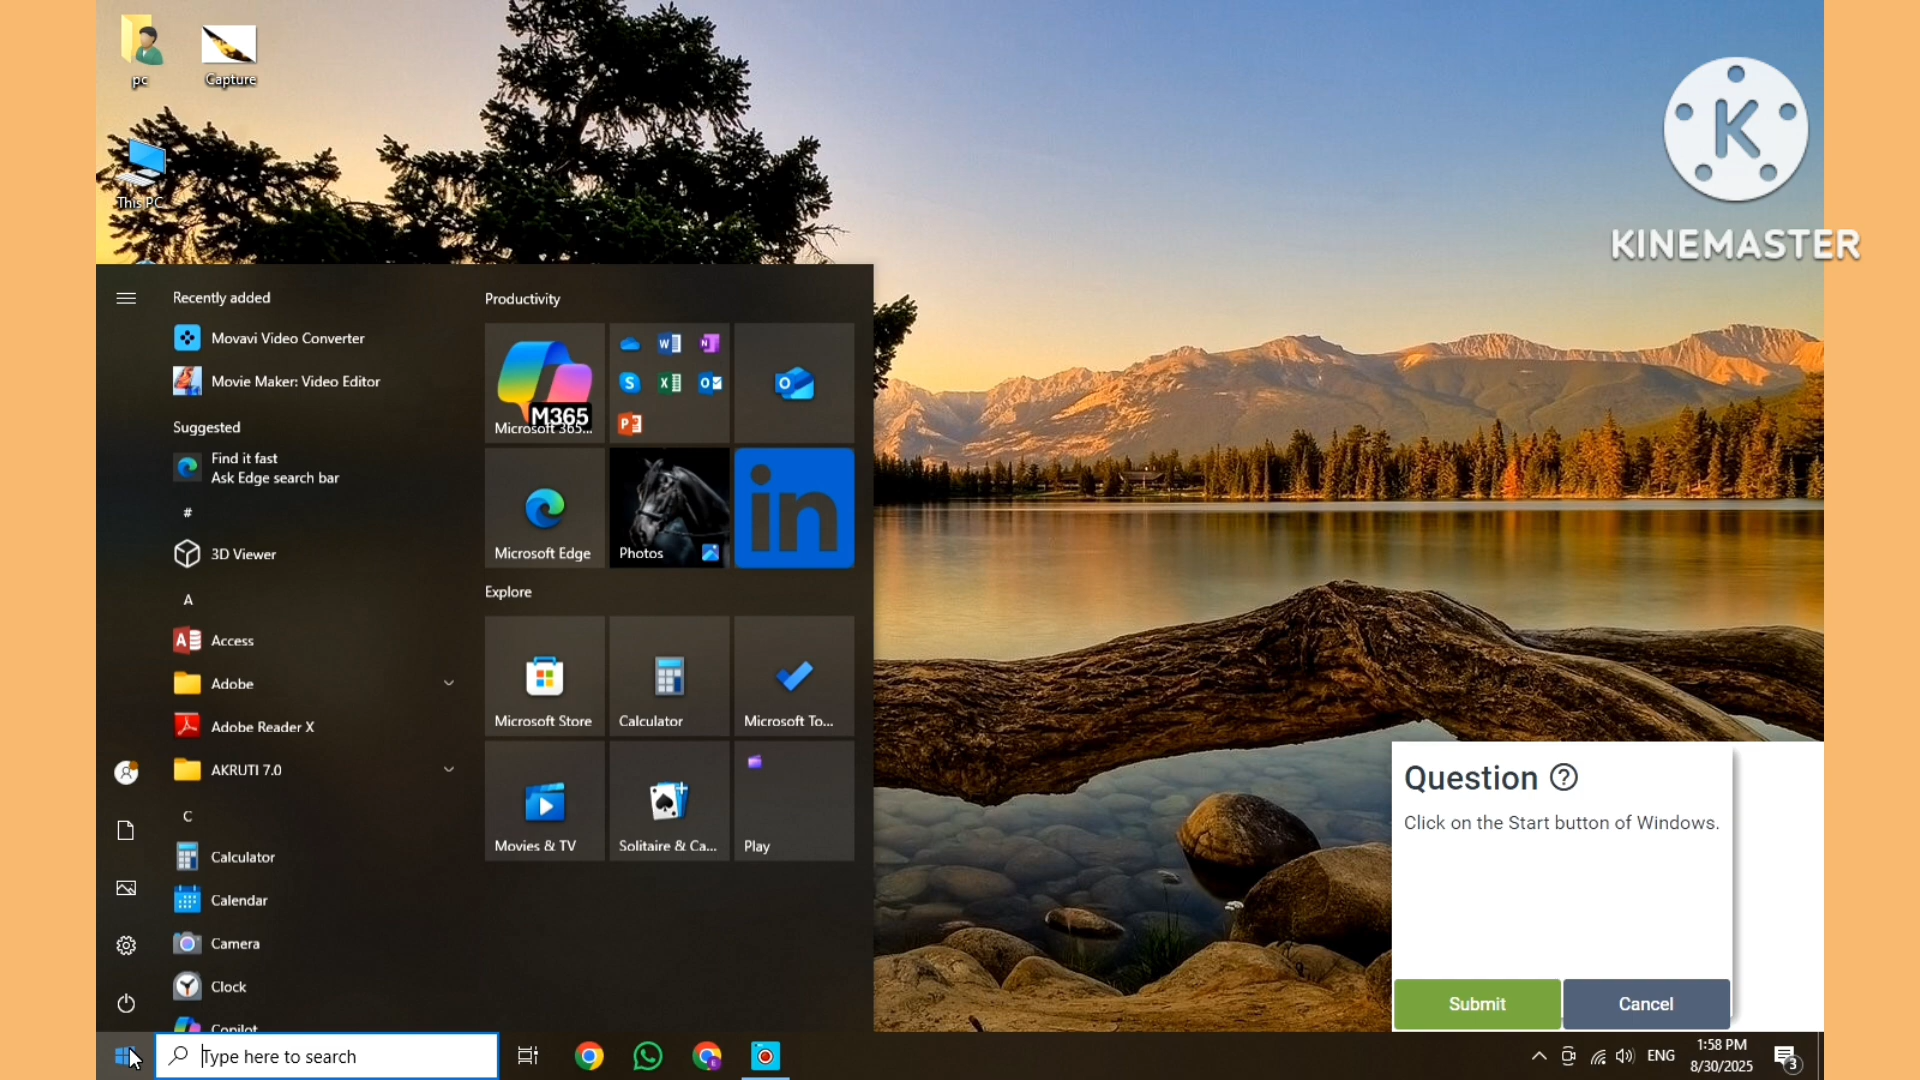 pc
Capture
This PC
KINEMASTER
Recently added
Movavi Video Converter
Movie Maker: Video Editor
Suggested
Find it fast
Ask Edge search bar
#
3D Viewer
A
Access
Adobe
Adobe Reader X
AKRUTI 7.0
C
Calculator
Calendar
Camera
Clock
Copilot
Productivity
M365
Microsoft 365...
Microsoft Edge
Photos
in
Explore
Microsoft Store
Calculator
Microsoft To...
Movies & TV
Solitaire & Ca...
Play
Question
Click on the Start button of Windows.
Submit
Cancel
Type here to search
ENG
1:58 PM
8/30/2025
3